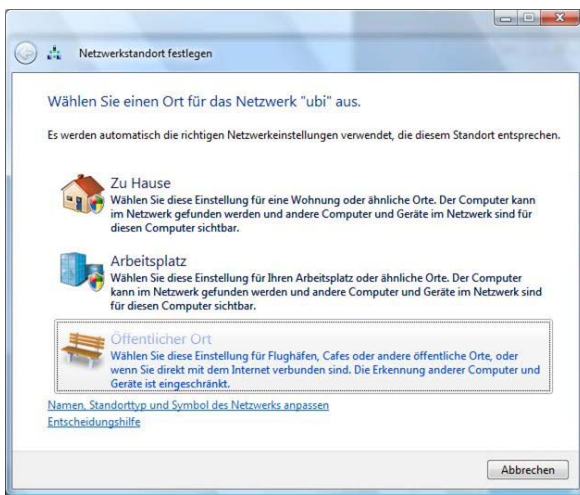 Netzwerkstandort festlegen
Wählen Sie einen Ort für das Netzwerk "ubi" aus.
Es werden automatisch die richtigen Netzwerkeinstellungen verwendet, die diesem Standort entsprechen.
Zu Hause
Wählen Sie diese Einstellung für eine Wohnung oder ähnliche Orte. Der Computer kann
im Netzwerk gefunden werden und andere Computer und Geräte im Netzwerk sind für
diesen Computer sichtbar.
Arbeitsplatz
Wählen Sie diese Einstellung für Ihren Arbeitsplatz oder ähnliche Orte. Der Computer
kann im Netzwerk gefunden werden und andere Computer und Geräte im Netzwerk sind
für diesen Computer sichtbar.
Öffentlicher Ort
Wählen Sie diese Einstellung für Flughäfen, Cafes oder andere öffentliche Orte, oder
wenn Sie direkt mit dem Internet verbunden sind. Die Erkennung anderer Computer und
Geräte ist eingeschränkt.
Namen, Standorttyp und Symbol des Netzwerks anpassen
Entscheidungshilfe
Abbrechen